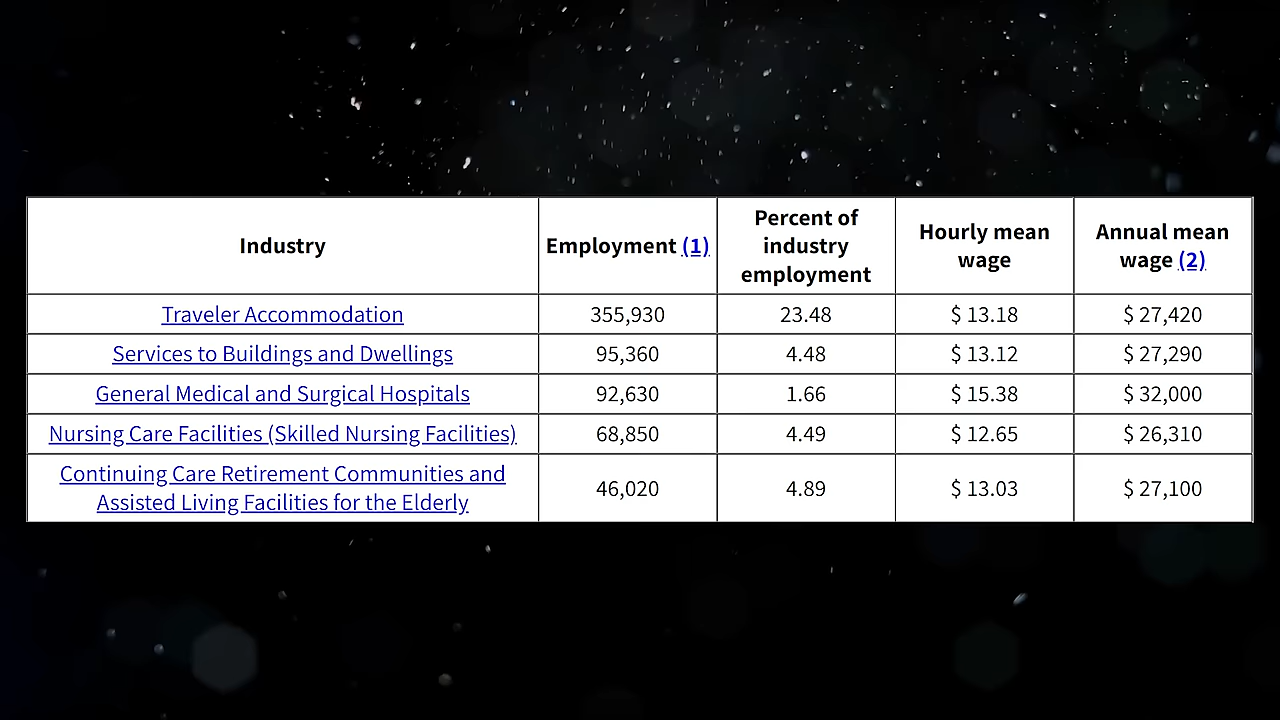 Industry Employment (1) Percent of industry employment Hourly mean wage Annual mean wage (2)
Traveler Accommodation 355,930 23.48 $ 13.18 $ 27,420
Services to Buildings and Dwellings 95,360 4.48 $ 13.12 $ 27,290
General Medical and Surgical Hospitals 92,630 1.66 $ 15.38 $ 32,000
Nursing Care Facilities (Skilled Nursing Facilities) 68,850 4.49 $ 12.65 $ 26,310
Continuing Care Retirement Communities and Assisted Living Facilities for the Elderly 46,020 4.89 $ 13.03 $ 27,100